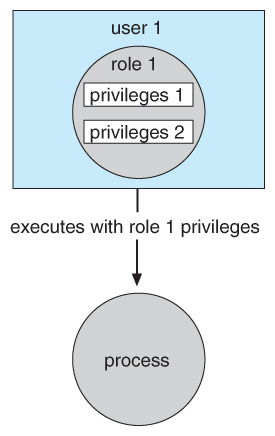 user 1
role 1
privileges 1
privileges 2
executes with role 1 privileges
process